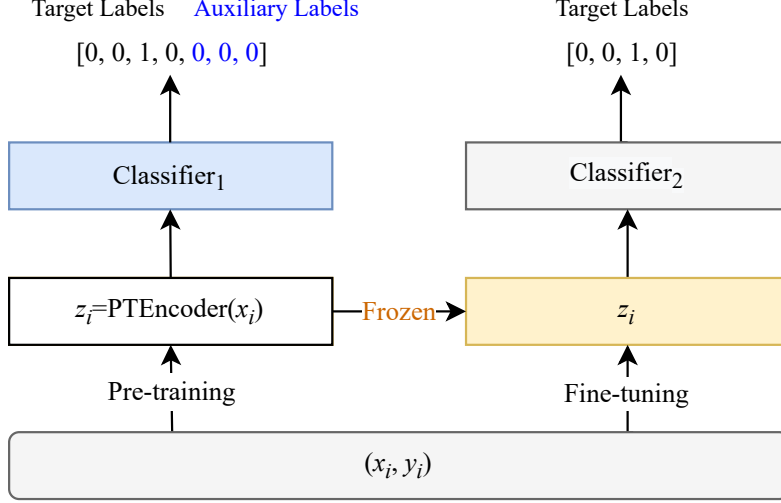 Target Labels Auxiliary Labels Target Labels
[0, 0, 1, 0, 0, 0, 0] [0, 0, 1, 0]
Classifier₁ Classifier₂
zᵢ=PTEncoder(xᵢ) Frozen zᵢ
Pre-training Fine-tuning
(xᵢ, yᵢ)